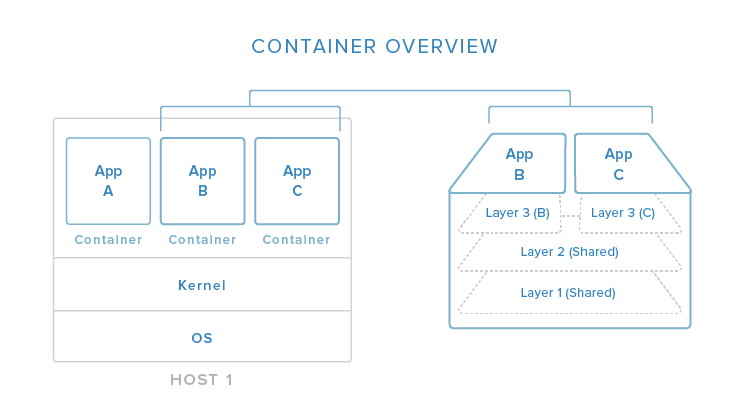 CONTAINER OVERVIEW
App
A
App
B
App
C
Container
Container
Container
Kernel
OS
HOST 1
App
B
App
C
Layer 3 (B)
Layer 3 (C)
Layer 2 (Shared)
Layer 1 (Shared)